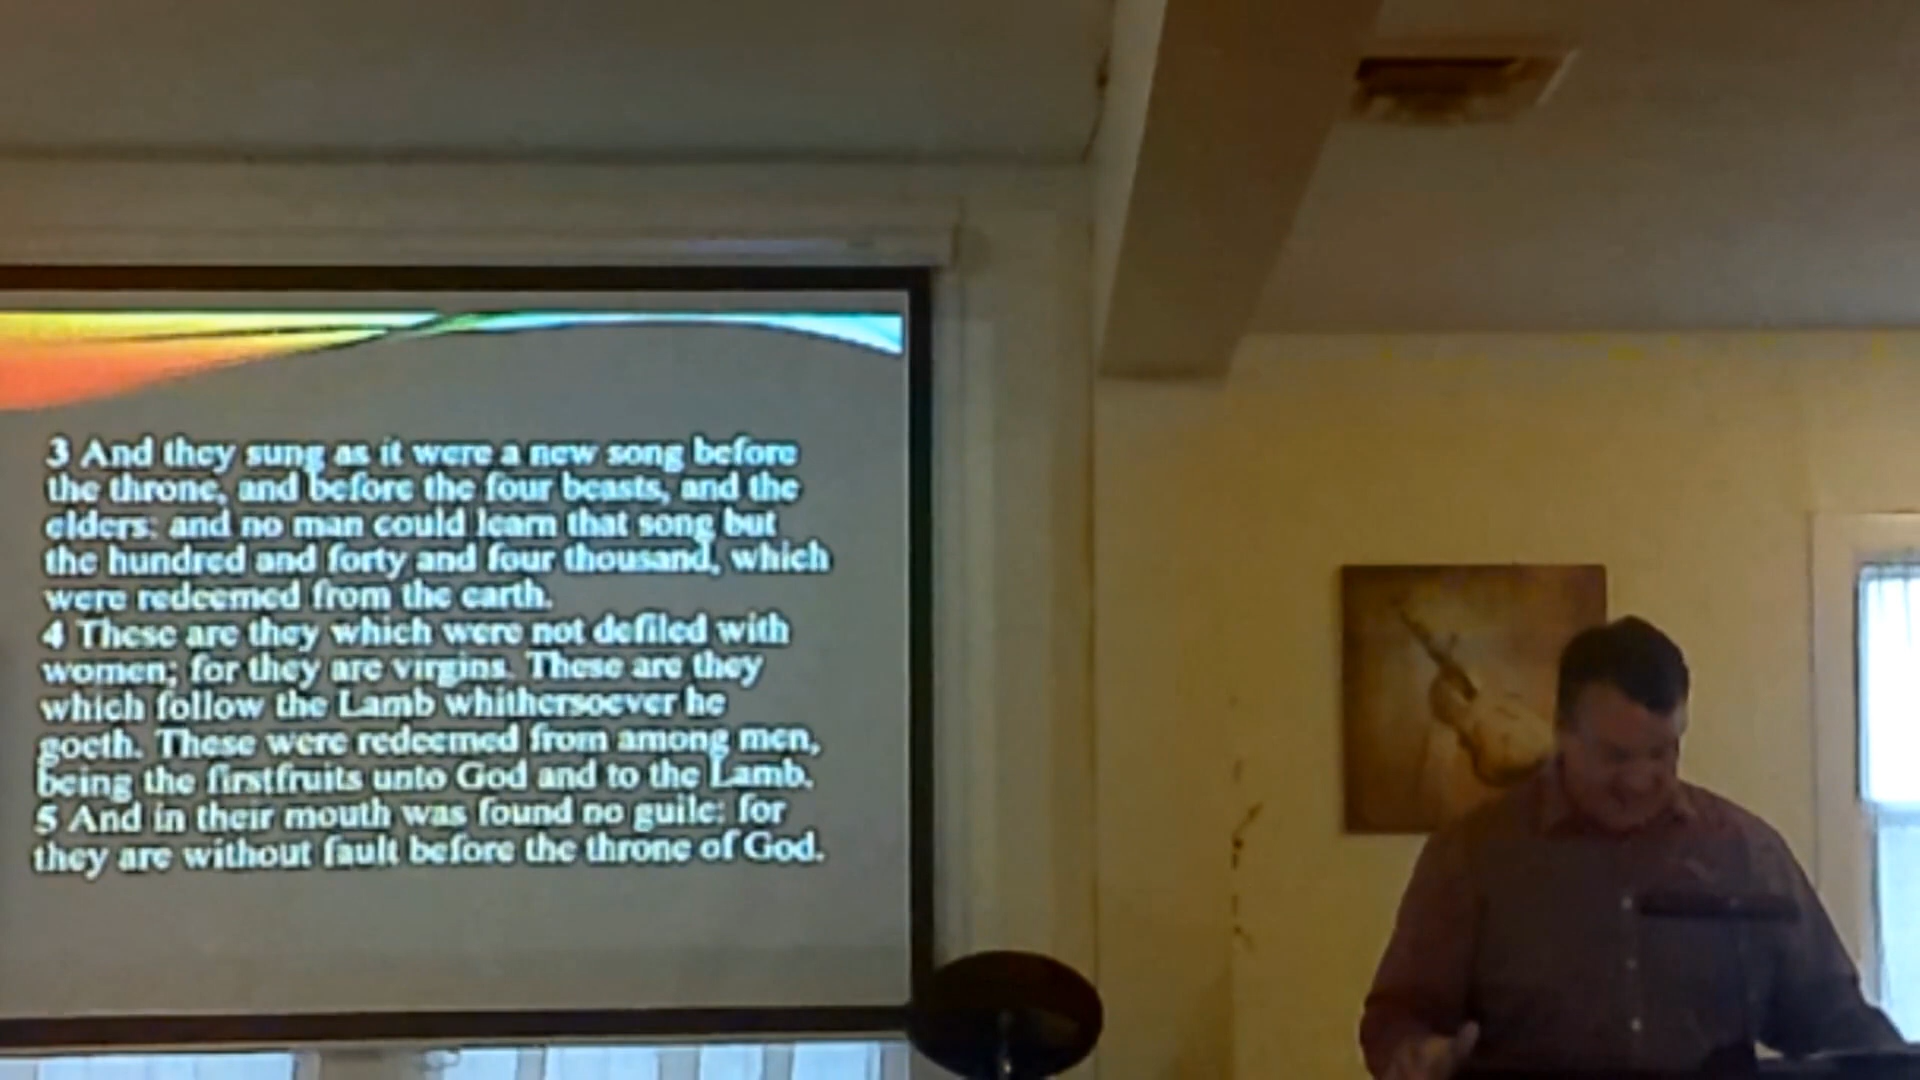 3 And they sung as it were a new song before
the throne, and before the four beasts, and the
elders: and no man could learn that song but
the hundred and forty and four thousand, which
were redeemed from the earth.
4 These are they which were not defiled with
women; for they are virgins. These are they
which follow the Lamb whithersoever he
goeth. These were redeemed from among men,
being the firstfruits unto God and to the Lamb.
5 And in their mouth was found no guile: for
they are without fault before the throne of God.